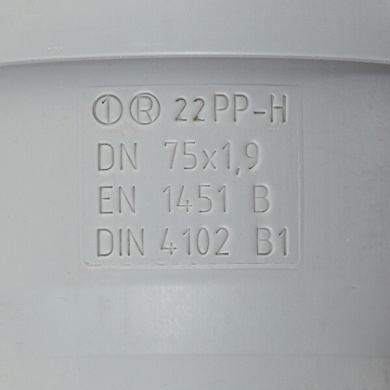 ① Ⓡ 22PP-H
DN 75x1,9
EN 1451 B
DIN 4102 B1